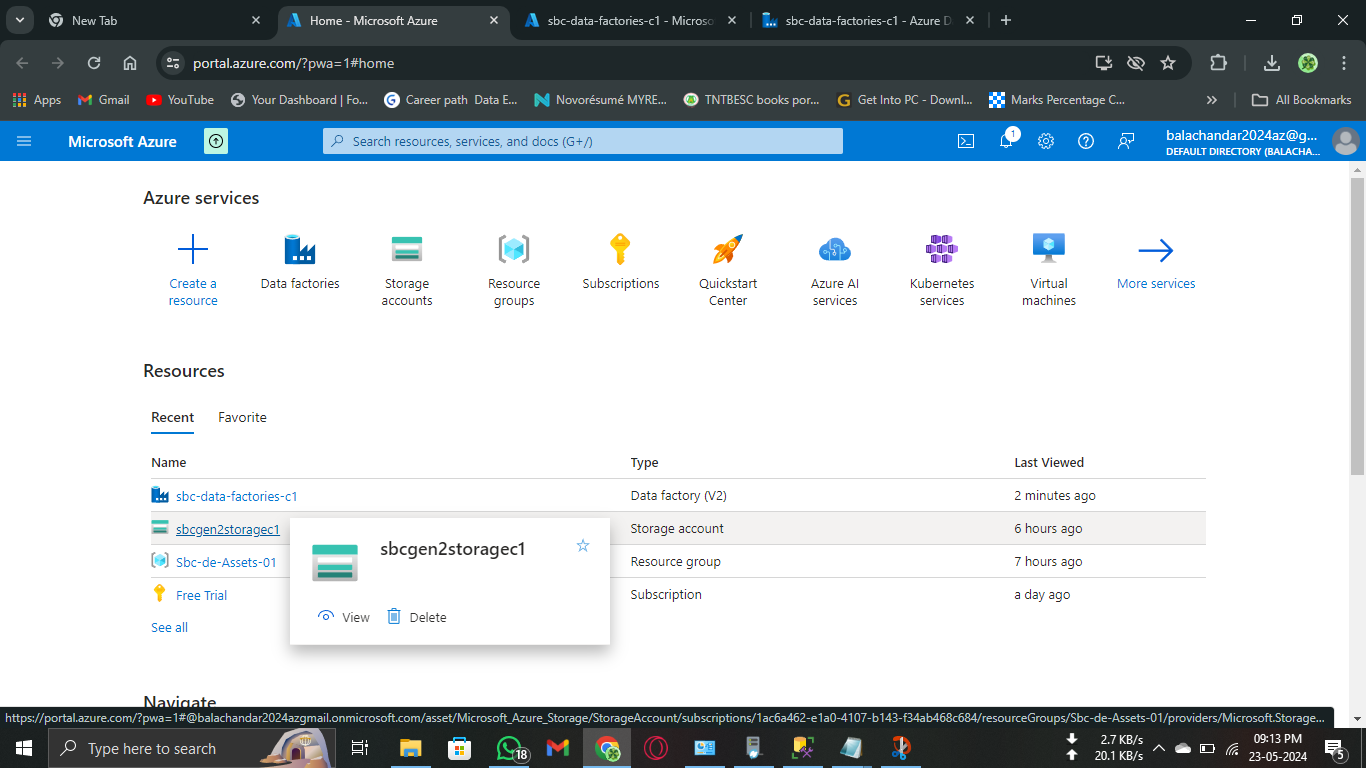 New Tab
Home - Microsoft Azure
sbc-data-factories-c1 - Microso
sbc-data-factories-c1 - Azure D
portal.azure.com/?pwa=1#home
Apps
Gmail
YouTube
Your Dashboard | Fo...
Career path Data E...
Novorésumé MYRE...
TNTBESC books por...
Get Into PC - Downl...
Marks Percentage C...
All Bookmarks
Microsoft Azure
Search resources, services, and docs (G+/)
1
balachandar2024az@g...
DEFAULT DIRECTORY (BALACHA...
Azure services
Create a
resource
Data factories
Storage
accounts
Resource
groups
Subscriptions
Quickstart
Center
Azure AI
services
Kubernetes
services
Virtual
machines
More services
Resources
Recent Favorite
Name Type Last Viewed
sbc-data-factories-c1 Data factory (V2) 2 minutes ago
sbcgen2storagec1 Storage account 6 hours ago
Sbc-de-Assets-01 Resource group 7 hours ago
Free Trial Subscription a day ago
See all
sbcgen2storagec1
View Delete
Navigate
https://portal.azure.com/?pwa=1#@balachandar2024azgmail.onmicrosoft.com/asset/Microsoft_Azure_Storage/StorageAccount/subscriptions/1ac6a462-e1a0-4107-b143-f34ab468c684/resourceGroups/Sbc-de-Assets-01/providers/Microsoft.Storage...
Type here to search
18
2.7 KB/s
20.1 KB/s
09:13 PM
23-05-2024
5